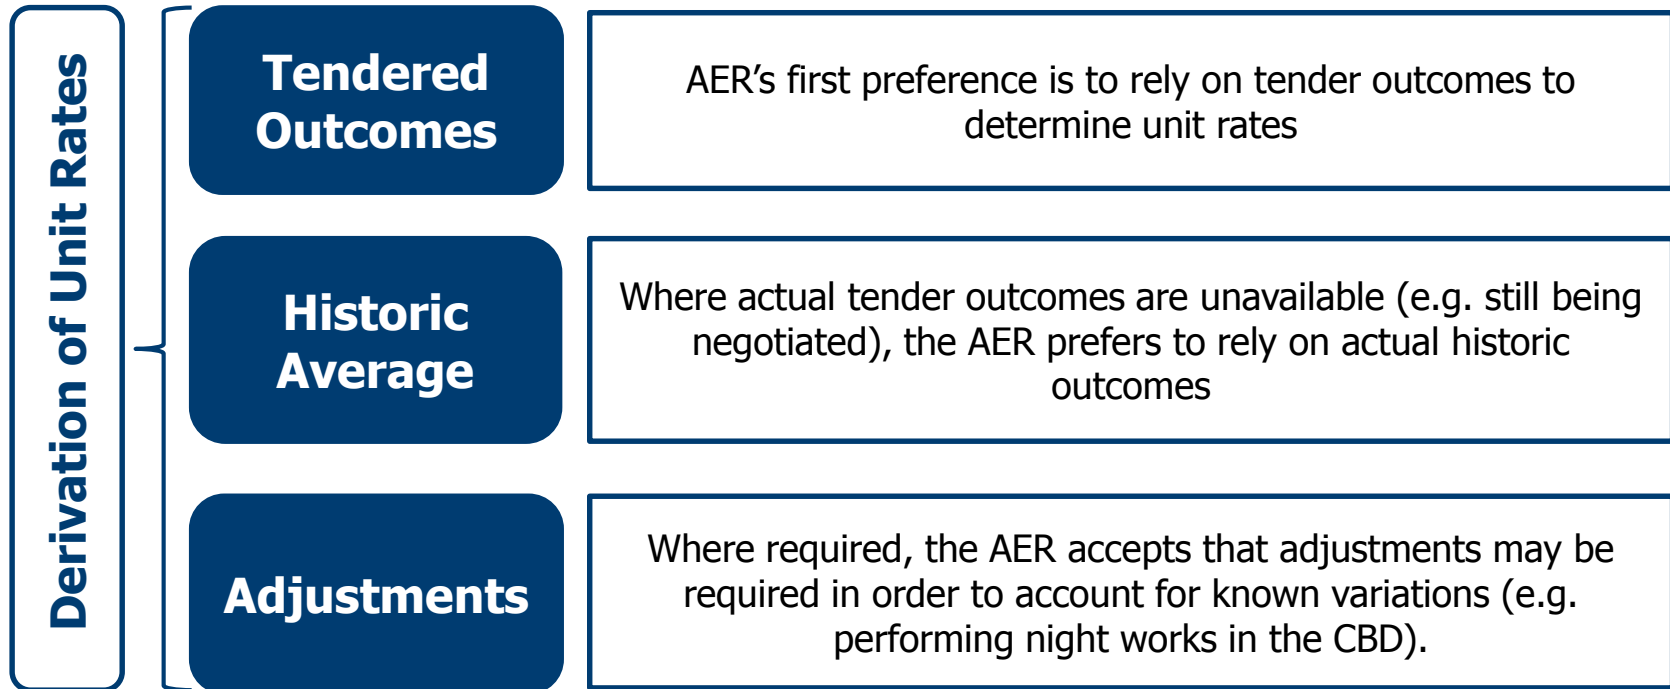 Derivation of Unit Rates
Tendered
Outcomes
AER’s first preference is to rely on tender outcomes to
determine unit rates
Historic
Average
Where actual tender outcomes are unavailable (e.g. still being
negotiated), the AER prefers to rely on actual historic
outcomes
Adjustments
Where required, the AER accepts that adjustments may be
required in order to account for known variations (e.g.
performing night works in the CBD).